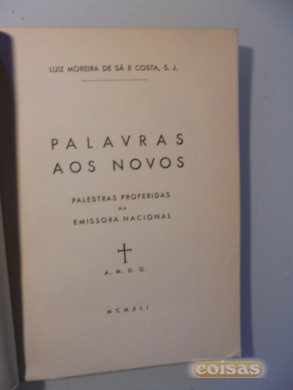 LUIZ MOREIRA DE SÁ E COSTA, S. J.
PALAVRAS
AOS NOVOS
PALESTRAS PROFERIDAS
NA
EMISSORA NACIONAL
A. M. D. G.
MCMXLI
coisas